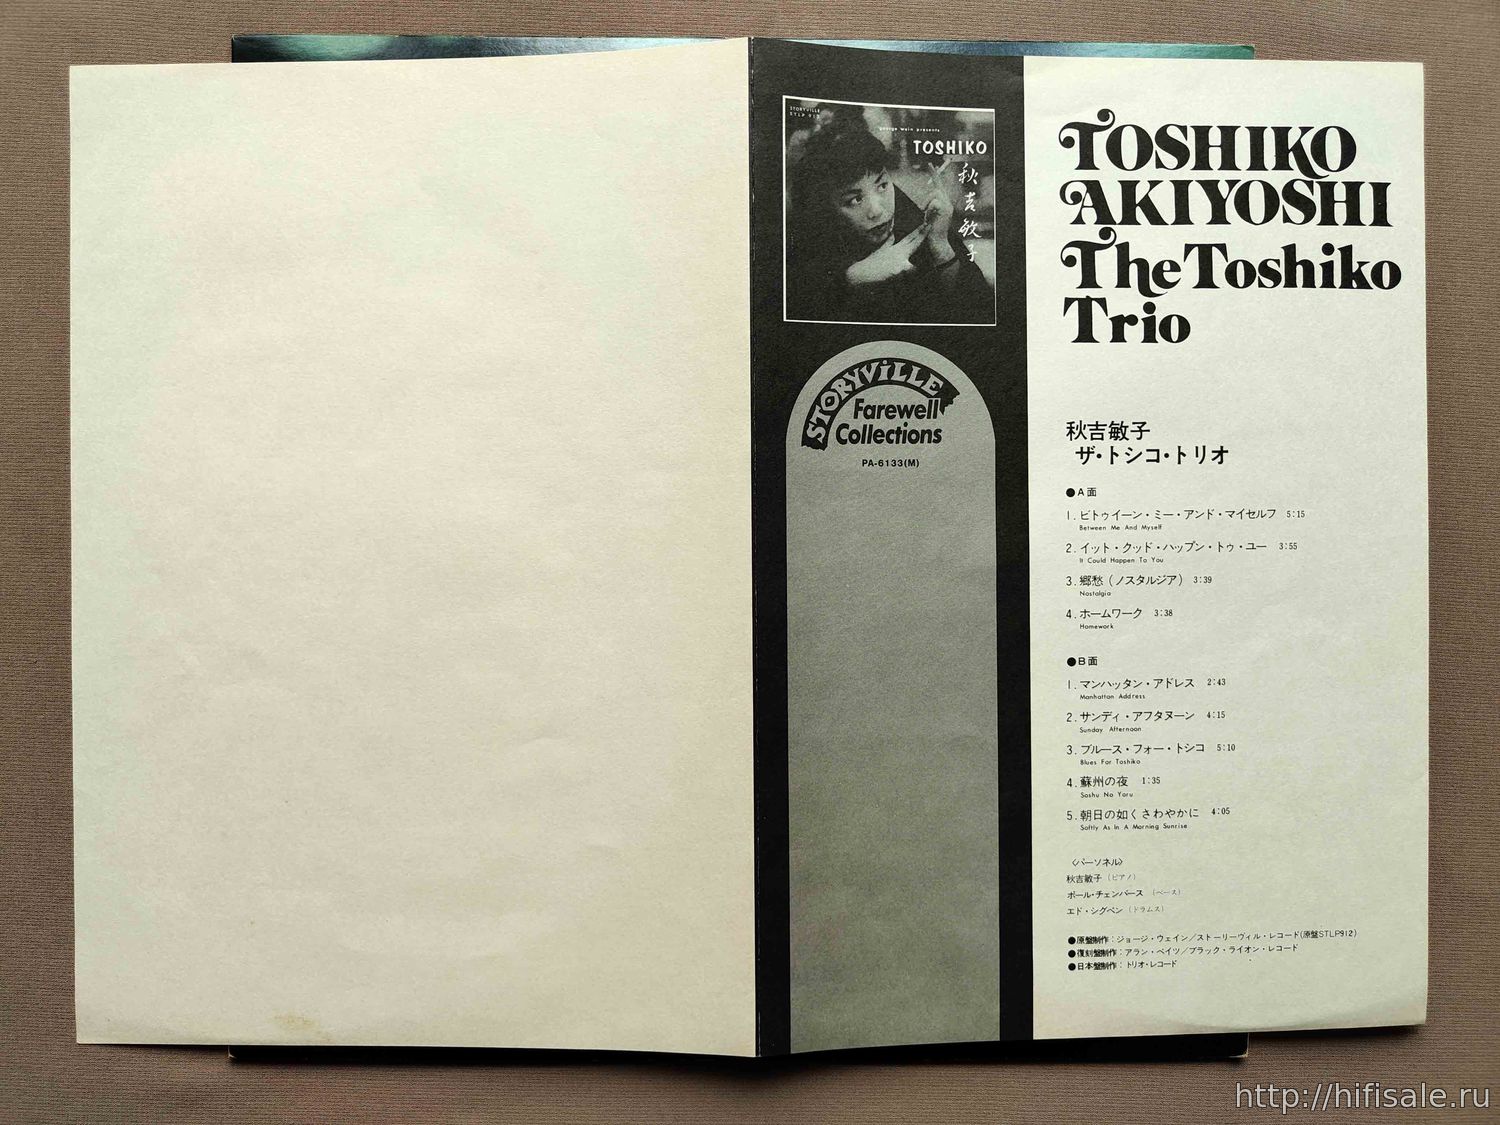 STORYVILLE
STLP 912
george wein presents
TOSHIKO
秋吉敏子
STORYVILLE
Farewell
Collections
PA-6133(M)
TOSHIKO
AKIYOSHI
The Toshiko
Trio
秋吉敏子
ザ・トシコ・トリオ
●A面
1. ビトゥイーン・ミー・アンド・マイセルフ 5:15
Between Me And Myself
2. イット・クッド・ハップン・トゥ・ユー 3:55
It Could Happen To You
3. 郷愁(ノスタルジア) 3:39
Nostalgia
4. ホームワーク 3:38
Homework
●B面
1. マンハッタン・アドレス 2:43
Manhattan Address
2. サンディ・アフタヌーン 4:15
Sunday Afternoon
3. ブルース・フォー・トシコ 5:10
Blues For Toshiko
4. 蘇州の夜 1:35
Soshu No Yoru
5. 朝日の如くさわやかに 4:05
Softly As In A Morning Sunrise
〈パーソネル〉
秋吉敏子(ピアノ)
ポール・チェンバース(ベース)
エド・シグペン(ドラムス)
●原盤制作:ジョージ・ウェイン/ストーリーヴィル・レコード(原盤STLP912)
●復刻盤制作:アラン・ベイツ/ブラック・ライオン・レコード
●日本盤制作:トリオ・レコード
http://hifisale.ru